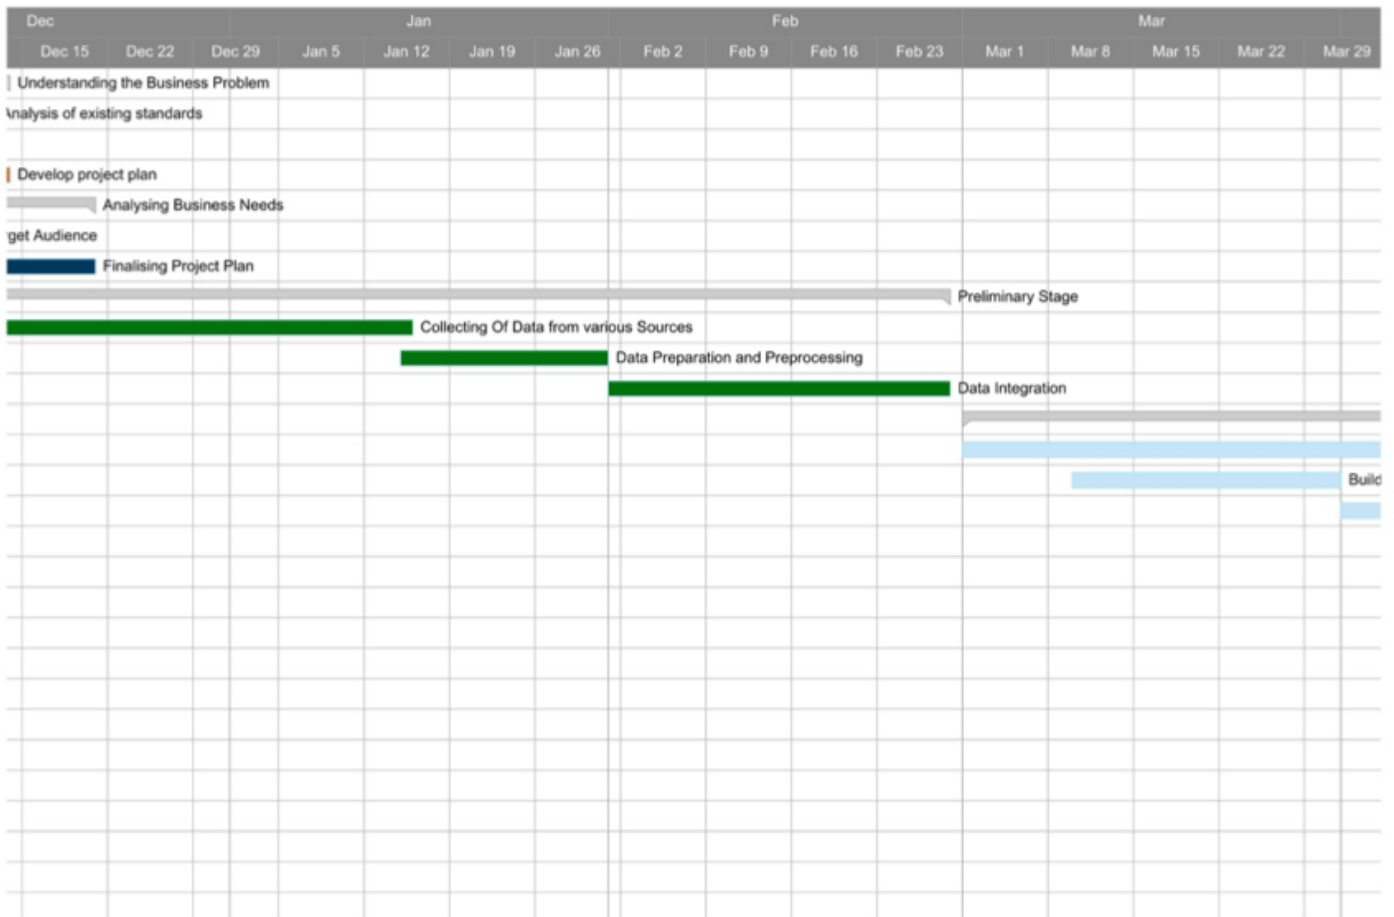 Dec Jan Feb Mar
Dec 15 Dec 22 Dec 29 Jan 5 Jan 12 Jan 19 Jan 26 Feb 2 Feb 9 Feb 16 Feb 23 Mar 1 Mar 8 Mar 15 Mar 22 Mar 29
Understanding the Business Problem
Analysis of existing standards
Develop project plan
Analysing Business Needs
get Audience
Finalising Project Plan
Preliminary Stage
Collecting Of Data from various Sources
Data Preparation and Preprocessing
Data Integration
Build